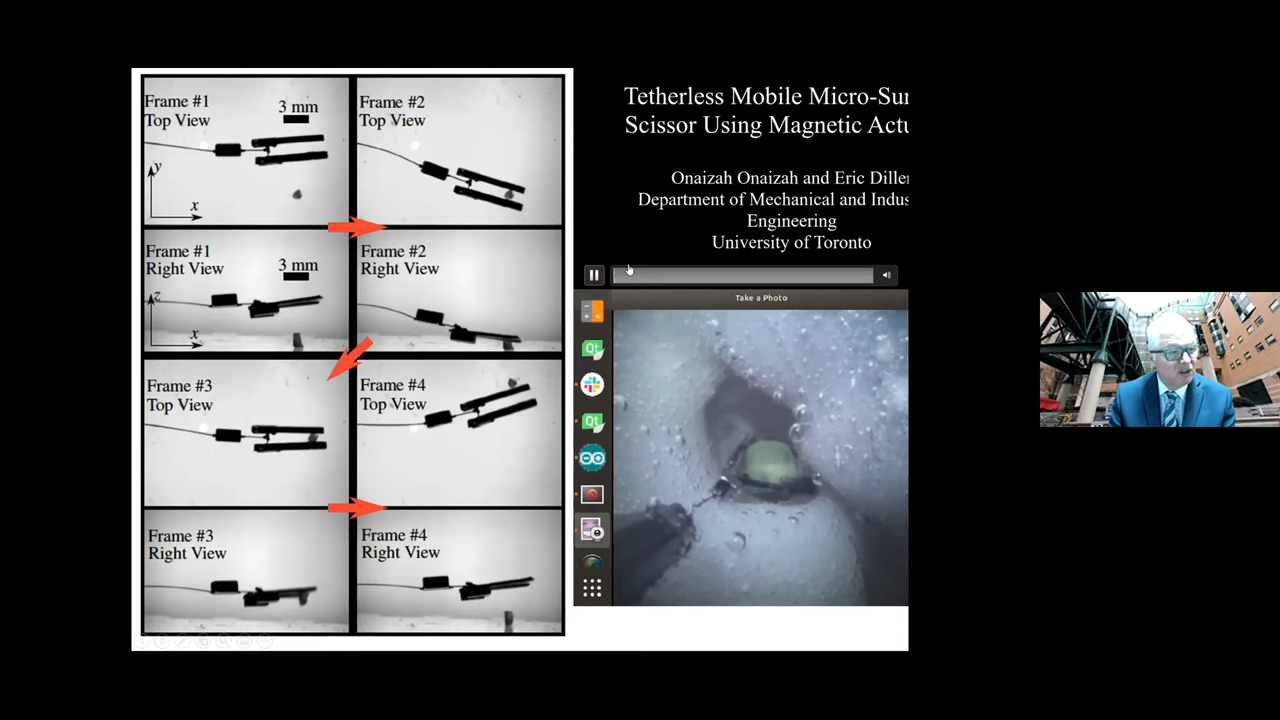 Frame #1
Top View
3 mm
y
x
Frame #2
Top View
Frame #1
Right View
3 mm
z
x
Frame #2
Right View
Frame #3
Top View
Frame #4
Top View
Frame #3
Right View
Frame #4
Right View
Tetherless Mobile Micro-Sur
Scissor Using Magnetic Actu
Onaizah Onaizah and Eric Diller
Department of Mechanical and Indus
Engineering
University of Toronto
Take a Photo
Qt
Qt